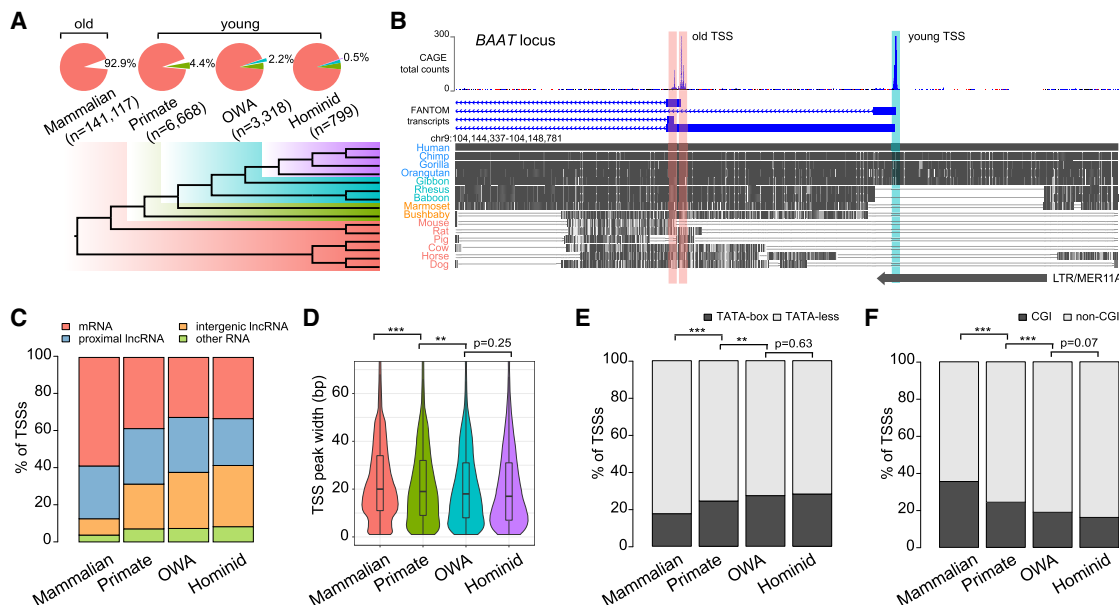 A
old
young
92.9%
4.4%
2.2%
0.5%
Mammalian
(n=141,117)
Primate
(n=6,668)
OWA
(n=3,318)
Hominid
(n=799)
B
BAAT locus
old TSS
young TSS
300
CAGE
total counts
0
FANTOM
transcripts
chr9:104,144,337-104,148,781
Human
Chimp
Gorilla
Orangutan
Gibbon
Rhesus
Baboon
Marmoset
Bushbaby
Mouse
Rat
Pig
Cow
Horse
Dog
LTR/MER11A
C
mRNA
intergenic lncRNA
proximal lncRNA
other RNA
% of TSSs
100
80
60
40
20
0
Mammalian
Primate
OWA
Hominid
D
***
**
p=0.25
TSS peak width (bp)
60
40
20
0
Mammalian
Primate
OWA
Hominid
E
TATA-box
TATA-less
***
**
p=0.63
% of TSSs
100
80
60
40
20
0
Mammalian
Primate
OWA
Hominid
F
CGI
non-CGI
***
***
p=0.07
% of TSSs
100
80
60
40
20
0
Mammalian
Primate
OWA
Hominid